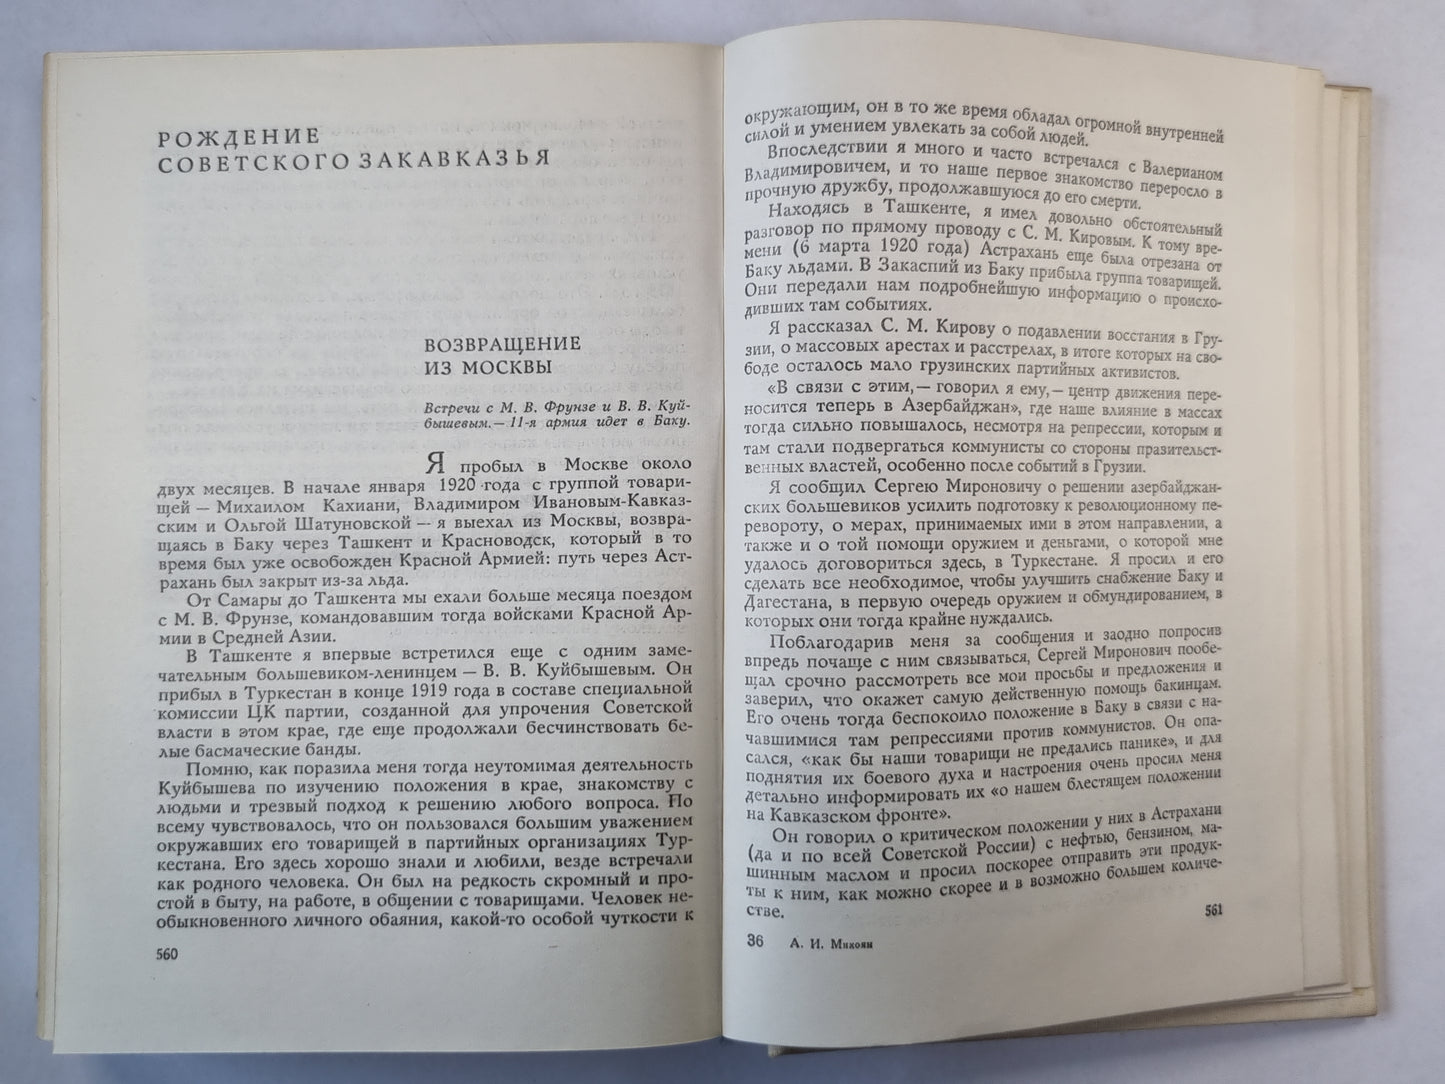 РОЖДЕНИЕ
СОВЕТСКОГО ЗАКАВКАЗЬЯ
ВОЗВРАЩЕНИЕ
ИЗ МОСКВЫ
Встречи с М. В. Фрунзе и В. В. Куй-
бышевым.— 11-я армия идет в Баку.
Я пробыл в Москве около
двух месяцев. В начале января 1920 года с группой товари-
щей — Михаилом Кахиани, Владимиром Ивановым-Кавказ-
ским и Ольгой Шатуновской — я выехал из Москвы, возвра-
щаясь в Баку через Ташкент и Красноводск, который в то
время был уже освобожден Красной Армией: путь через Аст-
рахань был закрыт из-за льда.
От Самары до Ташкента мы ехали больше месяца поездом
с М. В. Фрунзе, командовавшим тогда войсками Красной Ар-
мии в Средней Азии.
В Ташкенте я впервые встретился еще с одним заме-
чательным большевиком-ленинцем — В. В. Куйбышевым. Он
прибыл в Туркестан в конце 1919 года в составе специальной
комиссии ЦК партии, созданной для упрочения Советской
власти в этом крае, где еще продолжали бесчинствовать бе-
лые басмаческие банды.
Помню, как поразила меня тогда неутомимая деятельность
Куйбышева по изучению положения в крае, знакомству с
людьми и трезвый подход к решению любого вопроса. По
всему чувствовалось, что он пользовался большим уважением
окружавших его товарищей в партийных организациях Тур-
кестана. Его здесь хорошо знали и любили, везде встречали
как родного человека. Он был на редкость скромный и про-
стой в быту, на работе, в общении с товарищами. Человек не-
обыкновенного личного обаяния, какой-то особой чуткости к
560
окружающим, он в то же время обладал огромной внутренней
силой и умением увлекать за собой людей.
Впоследствии я много и часто встречался с Валерианом
Владимировичем, и то наше первое знакомство переросло в
прочную дружбу, продолжавшуюся до его смерти.
Находясь в Ташкенте, я имел довольно обстоятельный
разговор по прямому проводу с С. М. Кировым. К тому вре-
мени (6 марта 1920 года) Астрахань еще была отрезана от
Баку льдами. В Закаспий из Баку прибыла группа товарищей.
Они передали нам подробнейшую информацию о происхо-
дивших там событиях.
Я рассказал С. М. Кирову о подавлении восстания в Гру-
зии, о массовых арестах и расстрелах, в итоге которых на сво-
боде осталось мало грузинских партийных активистов.
«В связи с этим,— говорил я ему,— центр движения пере-
носится теперь в Азербайджан», где наше влияние в массах
тогда сильно повышалось, несмотря на репрессии, которым и
там стали подвергаться коммунисты со стороны правительст-
венных властей, особенно после событий в Грузии.
Я сообщил Сергею Мироновичу о решении азербайджан-
ских большевиков усилить подготовку к революционному пе-
ревороту, о мерах, принимаемых ими в этом направлении, а
также и о той помощи оружием и деньгами, о которой мне
удалось договориться здесь, в Туркестане. Я просил и его
сделать все необходимое, чтобы улучшить снабжение Баку и
Дагестана, в первую очередь оружием и обмундированием, в
которых они тогда крайне нуждались.
Поблагодарив меня за сообщения и заодно попросив
впредь почаще с ним связываться, Сергей Миронович пообе-
щал срочно рассмотреть все мои просьбы и предложения и
заверил, что окажет самую действенную помощь бакинцам.
Его очень тогда беспокоило положение в Баку в связи с на-
чавшимися там репрессиями против коммунистов. Он опа-
сался, «как бы наши товарищи не предались панике», и для
поднятия их боевого духа и настроения очень просил меня
детально информировать их «о нашем блестящем положении
на Кавказском фронте».
Он говорил о критическом положении у них в Астрахани
(да и по всей Советской России) с нефтью, бензином, ма-
шинным маслом и просил поскорее отправить эти продук-
ты к ним, как можно скорее и в возможно большем количе-
стве.
561
36 А. И. Микоян